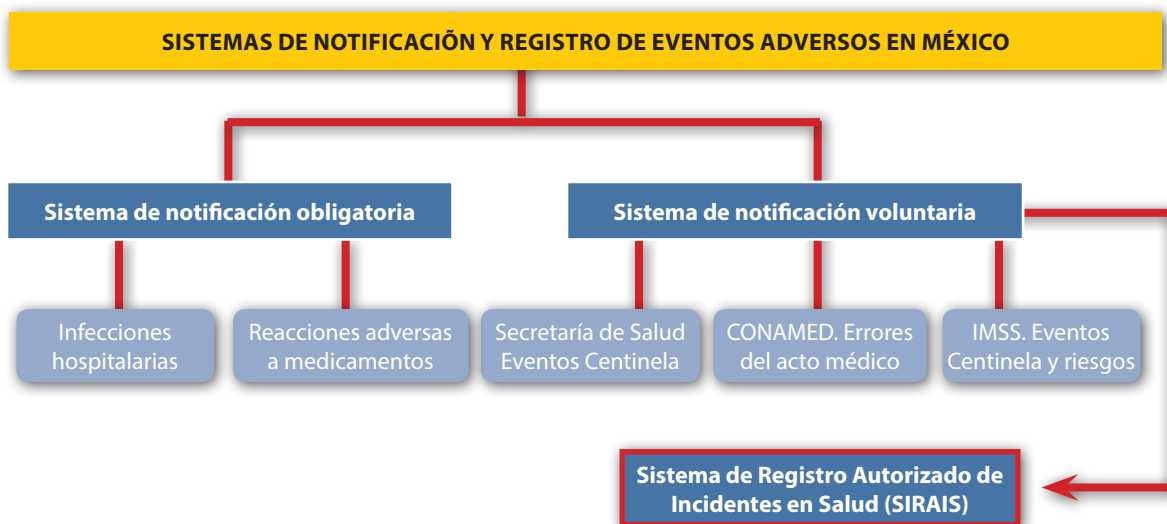 SISTEMAS DE NOTIFICACIÕN Y REGISTRO DE EVENTOS ADVERSOS EN MÉXICO
Sistema de notificación obligatoria
Sistema de notificación voluntaria
Infecciones
hospitalarias
Reacciones adversas
a medicamentos
Secretaría de Salud
Eventos Centinela
CONAMED. Errores
del acto médico
IMSS. Eventos
Centinela y riesgos
Sistema de Registro Autorizado de
Incidentes en Salud (SIRAIS)